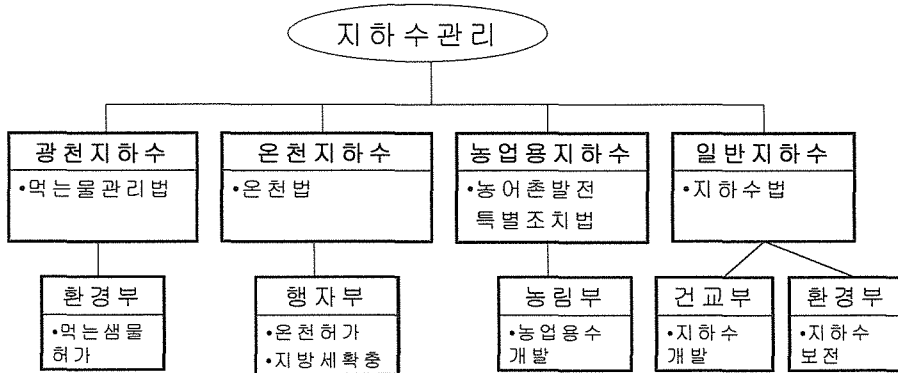 지하수관리
광천지하수
•먹는물관리법
온천지하수
•온천법
농업용지하수
•농어촌발전
특별조치법
일반지하수
•지하수법
환경부
•먹는샘물
허가
행자부
•온천허가
•지방세확충
농림부
•농업용수
개발
건교부
•지하수
개발
환경부
•지하수
보전